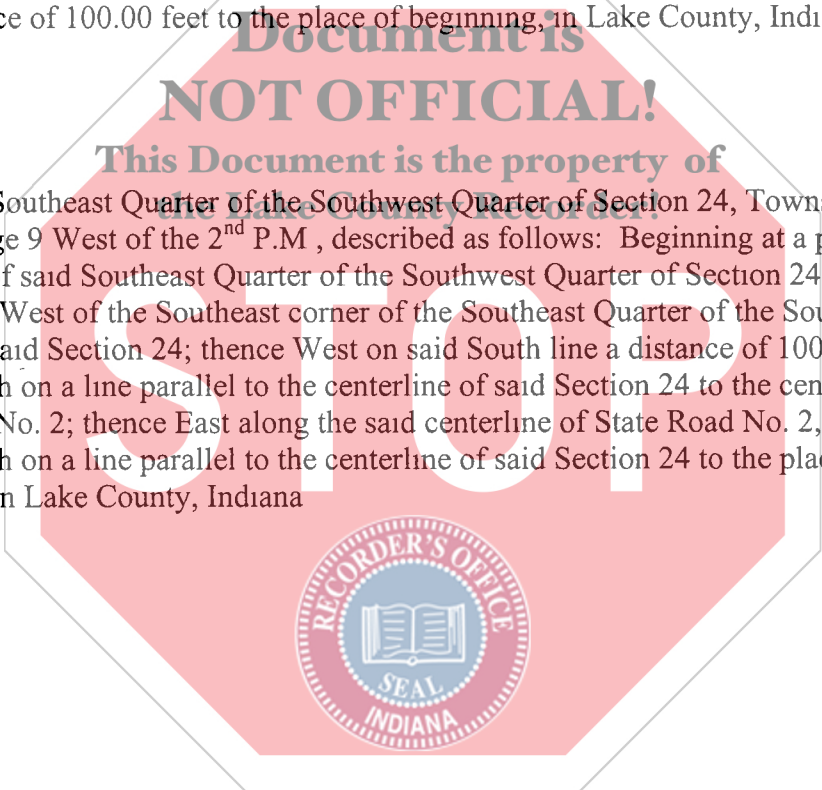 ce of 100.00 feet to the place of beginning, in Lake County, Indi
Document is
NOT OFFICIAL!
This Document is the property of
the Lake County Recorder!
Southeast Quarter of the Southwest Quarter of Section 24, Town
ge 9 West of the 2nd P.M , described as follows: Beginning at a p
f said Southeast Quarter of the Southwest Quarter of Section 24
West of the Southeast corner of the Southeast Quarter of the Sou
aid Section 24; thence West on said South line a distance of 100
h on a line parallel to the centerline of said Section 24 to the cen
No. 2; thence East along the said centerline of State Road No. 2,
h on a line parallel to the centerline of said Section 24 to the plac
n Lake County, Indiana
STOP
RECORDER'S OFFICE
SEAL
INDIANA